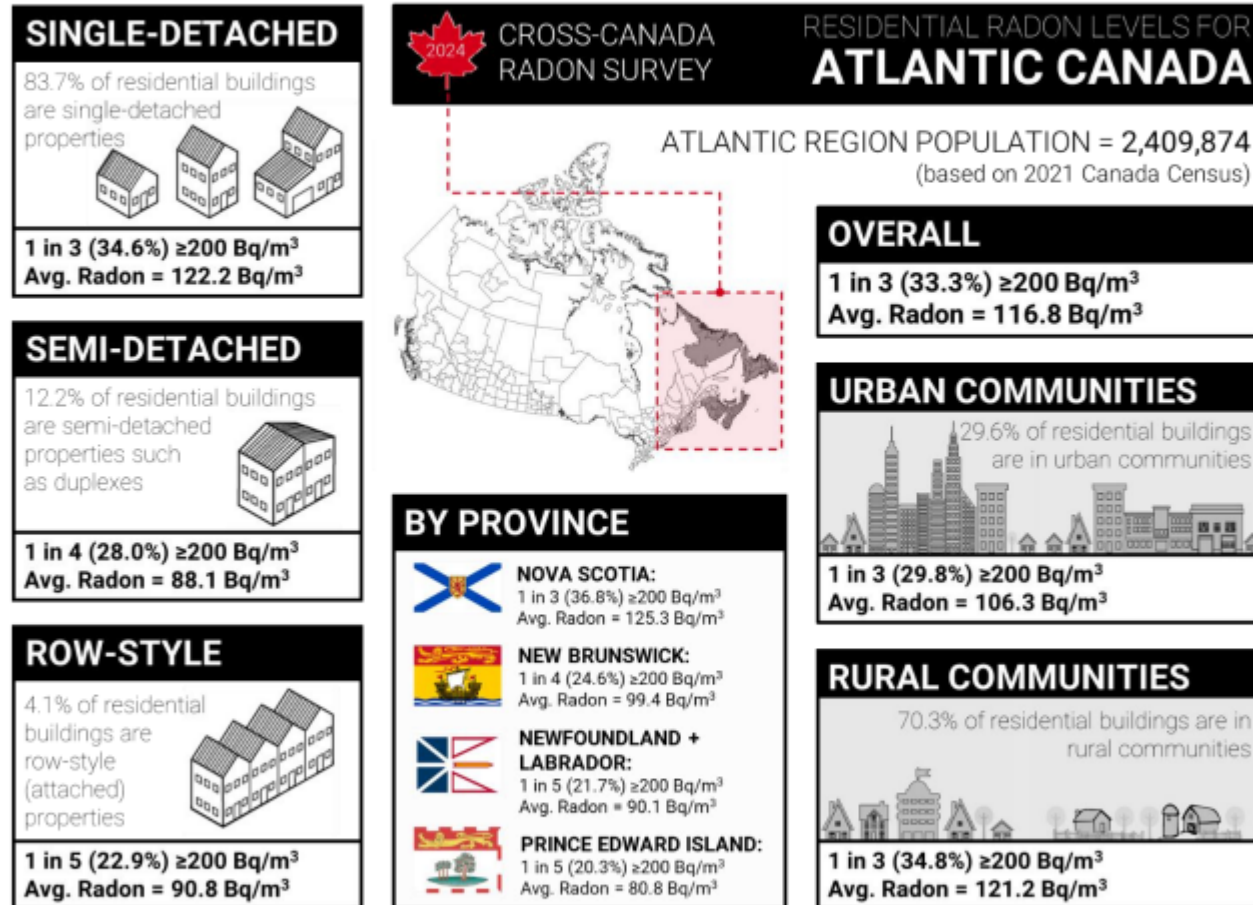 SINGLE-DETACHED
83.7% of residential buildings
are single-detached
properties
1 in 3 (34.6%) ≥200 Bq/m³
Avg. Radon = 122.2 Bq/m³
SEMI-DETACHED
12.2% of residential buildings
are semi-detached
properties such
as duplexes
1 in 4 (28.0%) ≥200 Bq/m³
Avg. Radon = 88.1 Bq/m³
ROW-STYLE
4.1% of residential
buildings are
row-style
(attached)
properties
1 in 5 (22.9%) ≥200 Bq/m³
Avg. Radon = 90.8 Bq/m³
2024
CROSS-CANADA
RADON SURVEY
RESIDENTIAL RADON LEVELS FOR
ATLANTIC CANADA
ATLANTIC REGION POPULATION = 2,409,874
(based on 2021 Canada Census)
BY PROVINCE
NOVA SCOTIA:
1 in 3 (36.8%) ≥200 Bq/m³
Avg. Radon = 125.3 Bq/m³
NEW BRUNSWICK:
1 in 4 (24.6%) ≥200 Bq/m³
Avg. Radon = 99.4 Bq/m³
NEWFOUNDLAND +
LABRADOR:
1 in 5 (21.7%) ≥200 Bq/m³
Avg. Radon = 90.1 Bq/m³
PRINCE EDWARD ISLAND:
1 in 5 (20.3%) ≥200 Bq/m³
Avg. Radon = 80.8 Bq/m³
OVERALL
1 in 3 (33.3%) ≥200 Bq/m³
Avg. Radon = 116.8 Bq/m³
URBAN COMMUNITIES
29.6% of residential buildings
are in urban communities
1 in 3 (29.8%) ≥200 Bq/m³
Avg. Radon = 106.3 Bq/m³
RURAL COMMUNITIES
70.3% of residential buildings are in
rural communities
1 in 3 (34.8%) ≥200 Bq/m³
Avg. Radon = 121.2 Bq/m³